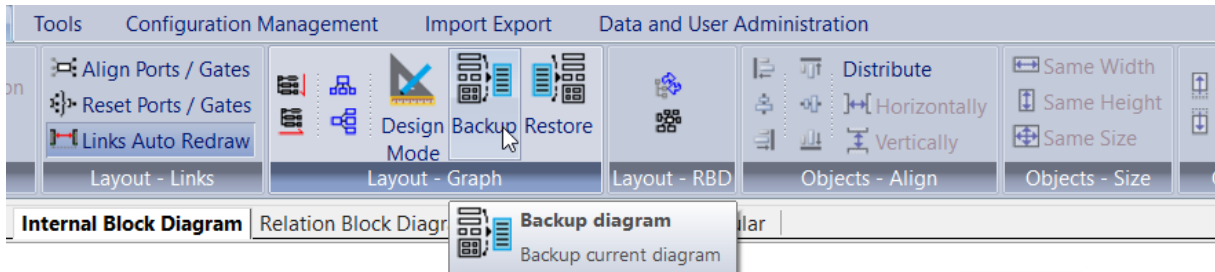 Tools Configuration Management Import Export Data and User Administration
on
Align Ports / Gates
Reset Ports / Gates
Links Auto Redraw
Layout - Links
Design
Mode
Backup
Restore
Layout - Graph
Layout - RBD
Distribute
Horizontally
Vertically
Objects - Align
Same Width
Same Height
Same Size
Objects - Size
Internal Block Diagram
Relation Block Diagr
ular
Backup diagram
Backup current diagram